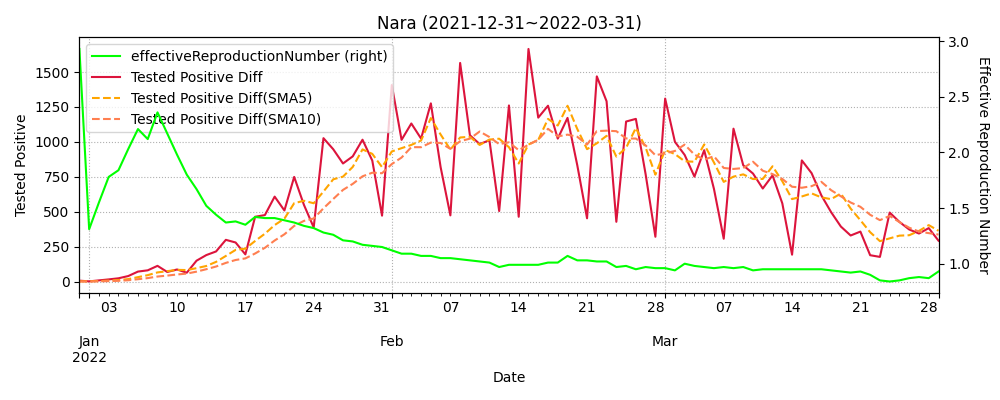 Nara (2021-12-31~2022-03-31)
effectiveReproductionNumber (right)
Tested Positive Diff
Tested Positive Diff(SMA5)
Tested Positive Diff(SMA10)
Tested Positive
1500
1250
1000
750
500
250
0
3.0
2.5
2.0
1.5
1.0
Effective Reproduction Number
03 10 17 24 31 07 14 21 28 07 14 21 28
Jan Feb Mar
2022
Date